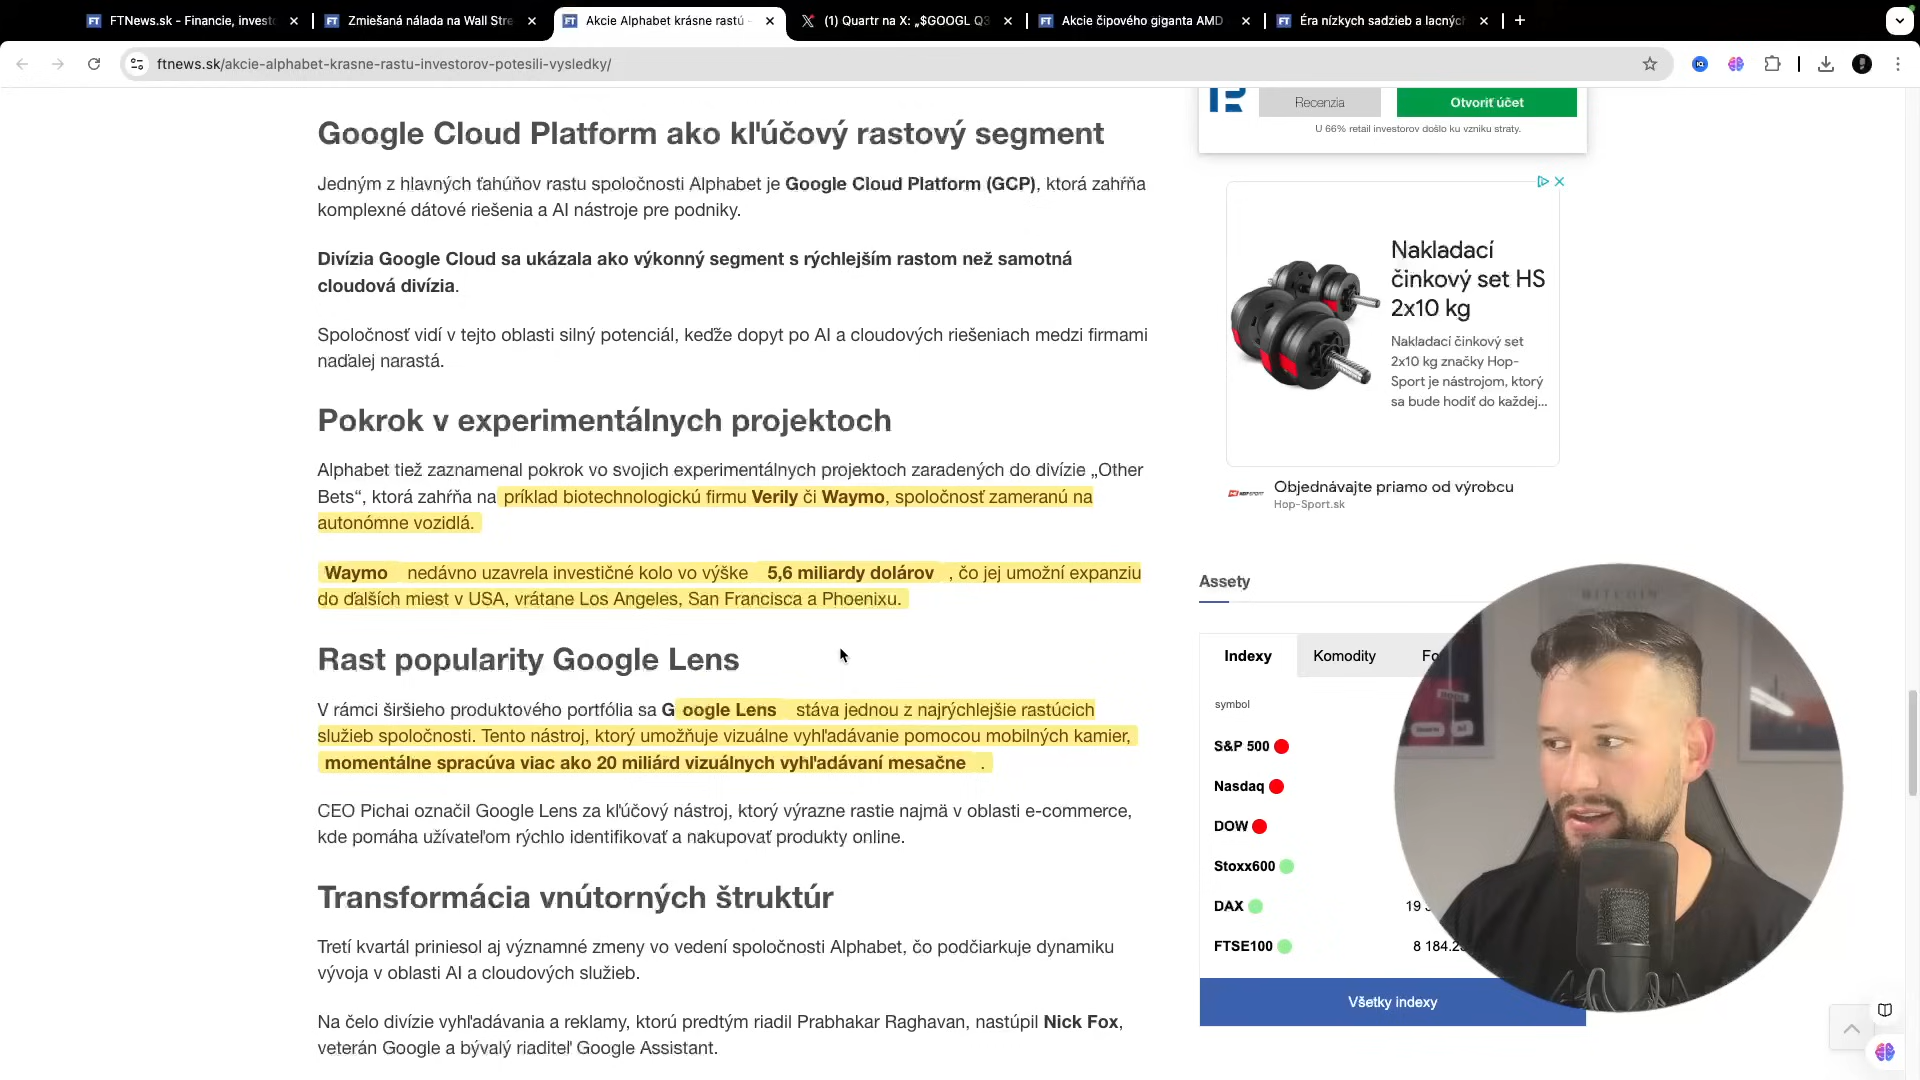 FTNews.sk - Financie, investo
Zmiešaná nálada na Wall Stre
Akcie Alphabet krásne rastú -
(1) Quartr na X: „$GOOGL Q3
Akcie čipového giganta AMD
Éra nízkych sadzieb a lacných
ftnews.sk/akcie-alphabet-krasne-rastu-investorov-potesili-vysledky/
Google Cloud Platform ako kľúčový rastový segment
Jedným z hlavných ťahúňov rastu spoločnosti Alphabet je Google Cloud Platform (GCP), ktorá zahŕňa
komplexné dátové riešenia a AI nástroje pre podniky.
Divízia Google Cloud sa ukázala ako výkonný segment s rýchlejším rastom než samotná
cloudová divízia.
Spoločnosť vidí v tejto oblasti silný potenciál, keďže dopyt po AI a cloudových riešeniach medzi firmami
naďalej narastá.
Pokrok v experimentálnych projektoch
Alphabet tiež zaznamenal pokrok vo svojich experimentálnych projektoch zaradených do divízie „Other
Bets“, ktorá zahŕňa na príklad biotechnologickú firmu Verily či Waymo, spoločnosť zameranú na
autonómne vozidlá.
Waymo nedávno uzavrela investičné kolo vo výške 5,6 miliardy dolárov , čo jej umožní expanziu
do ďalších miest v USA, vrátane Los Angeles, San Francisca a Phoenixu.
Rast popularity Google Lens
V rámci širšieho produktového portfólia sa G oogle Lens stáva jednou z najrýchlejšie rastúcich
služieb spoločnosti. Tento nástroj, ktorý umožňuje vizuálne vyhľadávanie pomocou mobilných kamier,
momentálne spracúva viac ako 20 miliárd vizuálnych vyhľadávaní mesačne .
CEO Pichai označil Google Lens za kľúčový nástroj, ktorý výrazne rastie najmä v oblasti e-commerce,
kde pomáha užívateľom rýchlo identifikovať a nakupovať produkty online.
Transformácia vnútorných štruktúr
Tretí kvartál priniesol aj významné zmeny vo vedení spoločnosti Alphabet, čo podčiarkuje dynamiku
vývoja v oblasti AI a cloudových služieb.
Na čelo divízie vyhľadávania a reklamy, ktorú predtým riadil Prabhakar Raghavan, nastúpil Nick Fox,
veterán Google a bývalý riaditeľ Google Assistant.
Recenzia
Otvoriť účet
U 66% retail investorov došlo ku vzniku straty.
Nakladací
činkový set HS
2x10 kg
Nakladací činkový set
2x10 kg značky Hop-
Sport je nástrojom, ktorý
sa bude hodiť do každej...
Objednávajte priamo od výrobcu
Hop-Sport.sk
Assety
Indexy
Komodity
Fo
symbol
S&P 500
Nasdaq
DOW
Stoxx600
DAX
19
FTSE100
8 184.2
Všetky indexy
BITCOIN